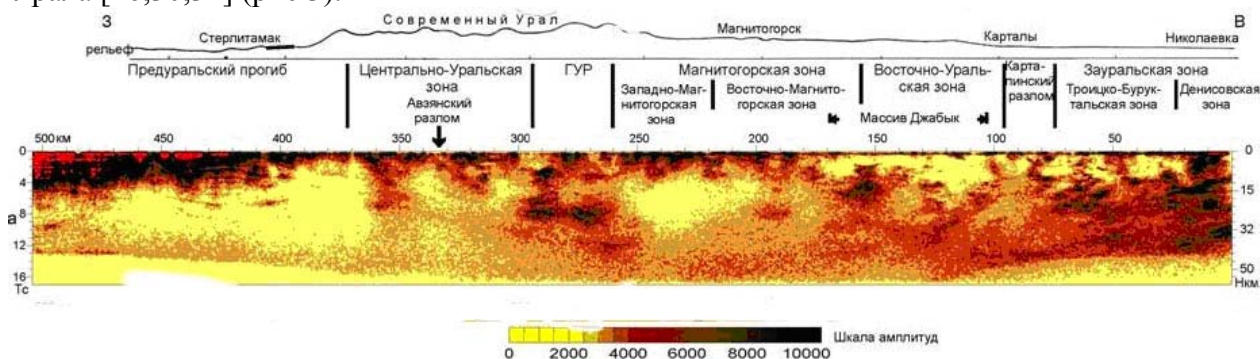 З Современный Урал В
рельеф Стерлитамак Магнитогорск Карталы Николаевка
Предуральский прогиб Центрально-Уральская зона ГУР Магнитогорская зона Восточно-Ураль-ская зона Карта-линский разлом Зауральская зона
Авзянский разлом Западно-Маг-нитогорская зона Восточно-Магнито-горская зона Массив Джабык Троицко-Бурук-тальская зона Денисовская зона
500 км 450 400 350 300 250 200 150 100 50
0 0
4 15
8 32
12
16 50
Тс Нкм
Шкала амплитуд
0 2000 4000 6000 8000 10000